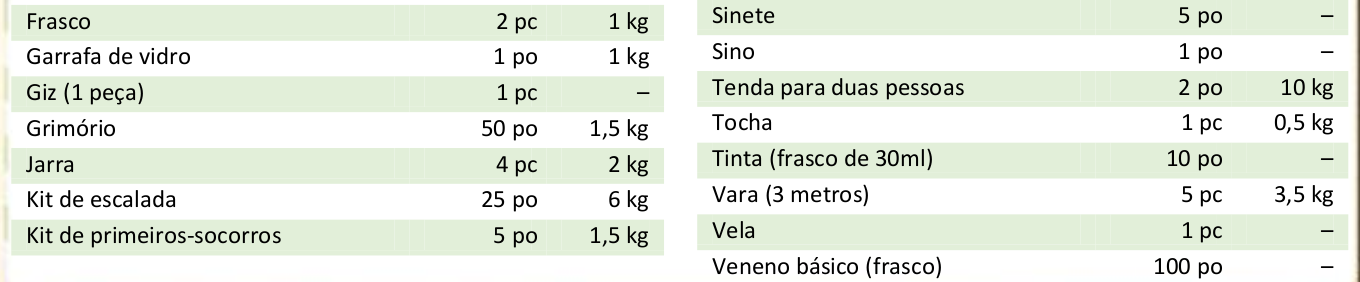 Frasco 2 pc 1 kg
Garrafa de vidro 1 po 1 kg
Giz (1 peça) 1 pc –
Grimório 50 po 1,5 kg
Jarra 4 pc 2 kg
Kit de escalada 25 po 6 kg
Kit de primeiros-socorros 5 po 1,5 kg
Sinete 5 po –
Sino 1 po –
Tenda para duas pessoas 2 po 10 kg
Tocha 1 pc 0,5 kg
Tinta (frasco de 30ml) 10 po –
Vara (3 metros) 5 pc 3,5 kg
Vela 1 pc –
Veneno básico (frasco) 100 po –